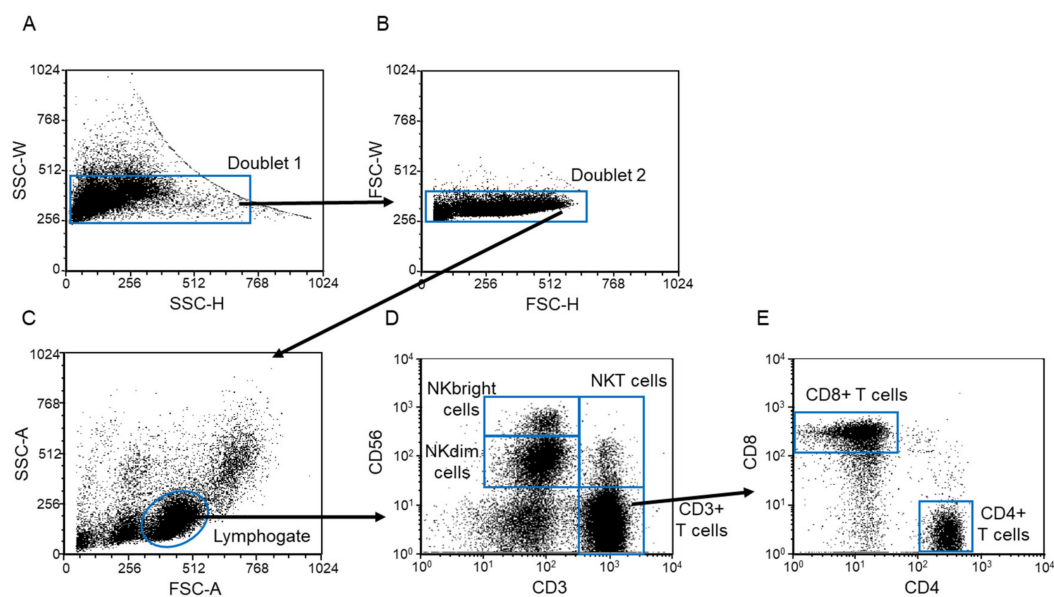 A
B
1024
768
512
256
0
SSC-W
Doublet 1
0 256 512 768 1024
SSC-H
1024
768
512
256
0
FSC-W
Doublet 2
0 256 512 768 1024
FSC-H
C
D
E
1024
768
512
256
0
SSC-A
Lymphogate
0 256 512 768 1024
FSC-A
10⁴
10³
10²
10¹
10⁰
CD56
NKbright
cells
NKdim
cells
NKT cells
CD3+
T cells
10⁰ 10¹ 10² 10³ 10⁴
CD3
10⁴
10³
10²
10¹
10⁰
CD8
CD8+ T cells
CD4+
T cells
10⁰ 10¹ 10² 10³ 10⁴
CD4